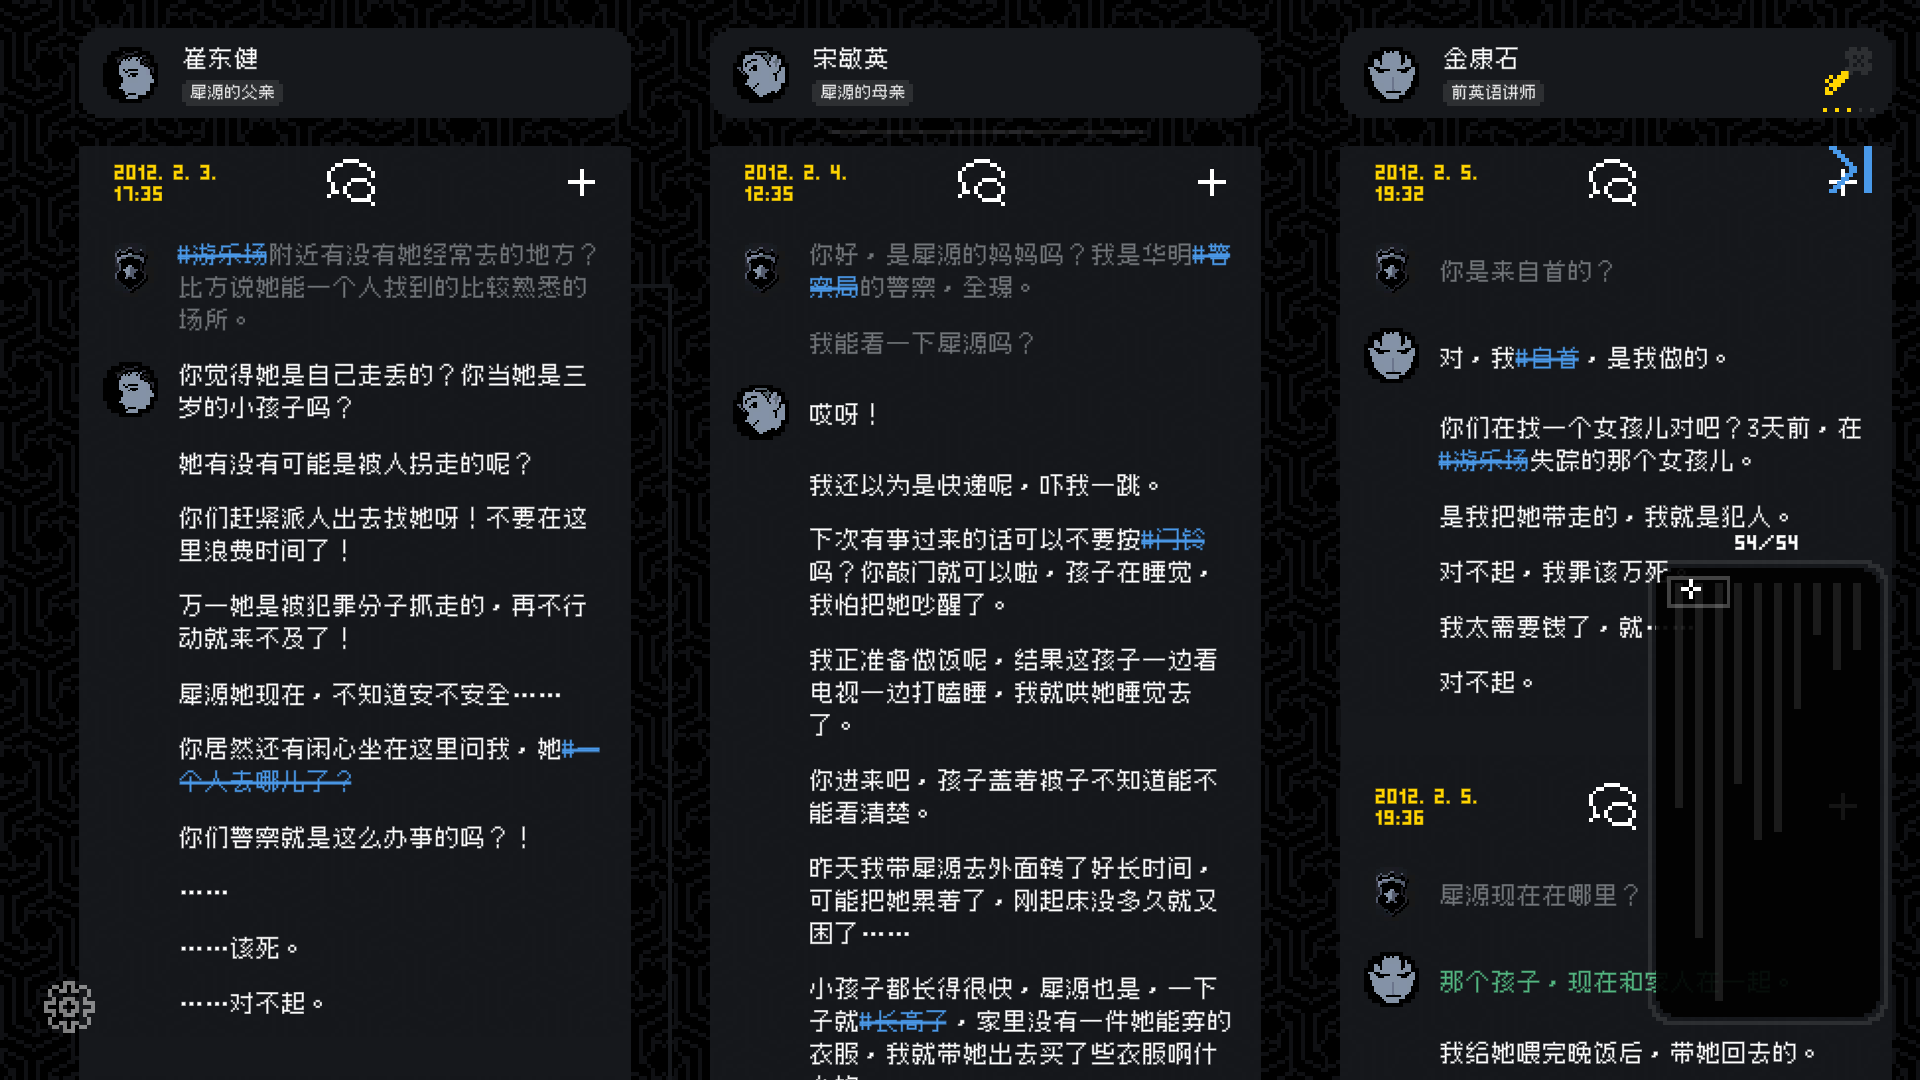 崔东健
犀源的父亲
2012. 2. 3.
17:35
#游乐场附近有没有她经常去的地方？
比方说她能一个人找到的比较熟悉的
场所。
你觉得她是自己走丢的？你当她是三
岁的小孩子吗？
她有没有可能是被人拐走的呢？
你们赶紧派人出去找她呀！不要在这
里浪费时间了！
万一她是被犯罪分子抓走的，再不行
动就来不及了！
犀源她现在，不知道安不安全……
你居然还有闲心坐在这里问我，她#一
个人去哪儿了？
你们警察就是这么办事的吗？！
……
……该死。
……对不起。
宋敏英
犀源的母亲
2012. 2. 4.
12:35
你好，是犀源的妈妈吗？我是华明#警
察局的警察，全璟。
我能看一下犀源吗？
哎呀！
我还以为是快递呢，吓我一跳。
下次有事过来的话可以不要按#门铃
吗？你敲门就可以啦，孩子在睡觉，
我怕把她吵醒了。
我正准备做饭呢，结果这孩子一边看
电视一边打瞌睡，我就哄她睡觉去
了。
你进来吧，孩子盖着被子不知道能不
能看清楚。
昨天我带犀源去外面转了好长时间，
可能把她累着了，刚起床没多久就又
困了……
小孩子都长得很快，犀源也是，一下
子就#长高了，家里没有一件她能穿的
衣服，我就带她出去买了些衣服啊什
金康石
前英语讲师
2012. 2. 5.
19:32
你是来自首的？
对，我#自首，是我做的。
你们在找一个女孩儿对吧？3天前，在
#游乐场失踪的那个女孩儿。
是我把她带走的，我就是犯人。
54/54
对不起，我罪该万死。
我太需要钱了，就……
对不起。
2012. 2. 5.
19:36
犀源现在在哪里？
那个孩子，现在和家人在一起。
我给她喂完晚饭后，带她回去的。